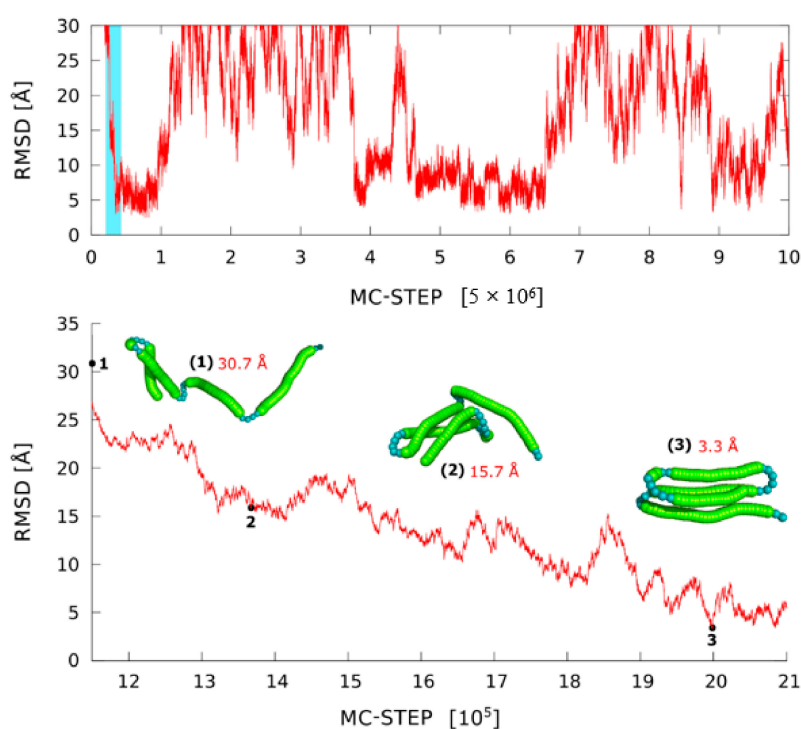 30
25
20
15
10
5
0
RMSD [Å]
0 1 2 3 4 5 6 7 8 9 10
MC-STEP [5 × 10⁶]
35
30
25
20
15
10
5
0
RMSD [Å]
1
(1) 30.7 Å
(2) 15.7 Å
(3) 3.3 Å
2
3
12 13 14 15 16 17 18 19 20 21
MC-STEP [10⁵]